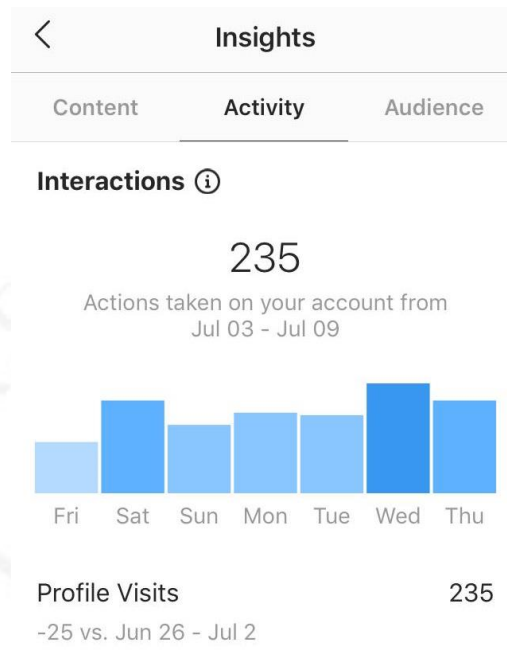 Insights
Content Activity Audience
Interactions
235
Actions taken on your account from
Jul 03 - Jul 09
Fri Sat Sun Mon Tue Wed Thu
Profile Visits 235
-25 vs. Jun 26 - Jul 2